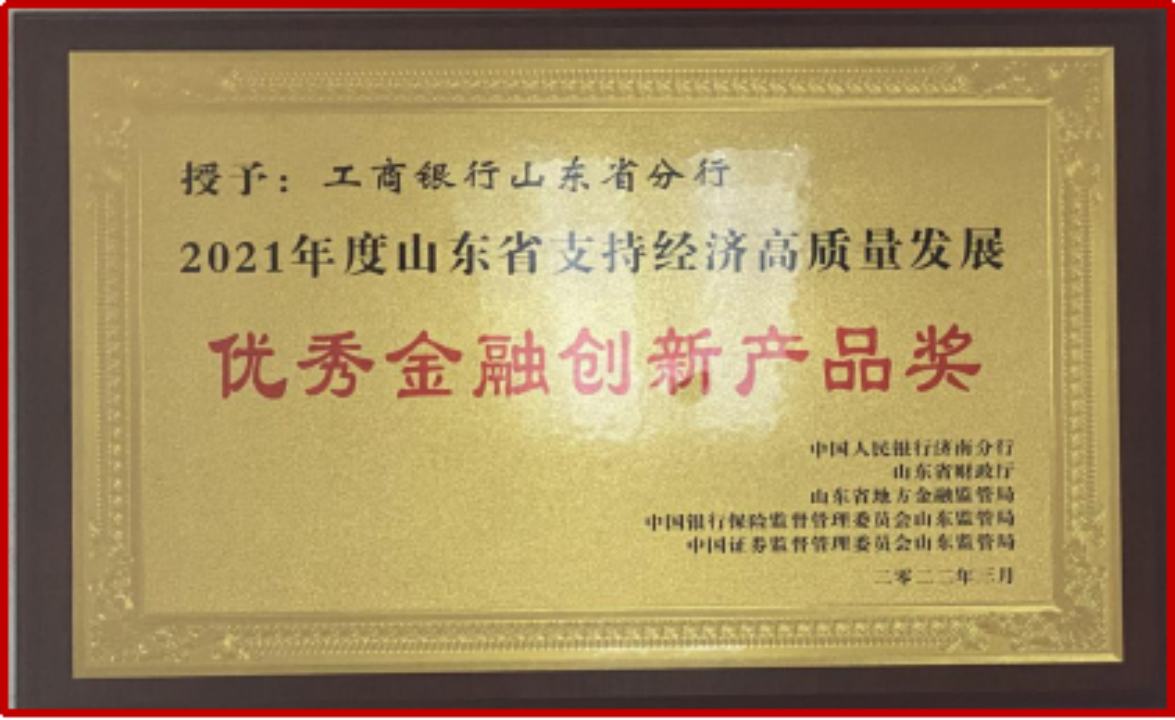 授予：工商银行山东省分行
2021年度山东省支持经济高质量发展
优秀金融创新产品奖
中国人民银行济南分行
山东省财政厅
山东省地方金融监管局
中国银行保险监督管理委员会山东监管局
中国证券监督管理委员会山东监管局
二零二二年三月